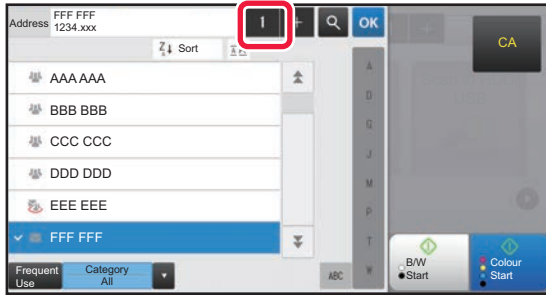 Address FFF FFF
1234.xxx
1 + OK
CA
Z↓ Sort
AAA AAA
BBB BBB
CCC CCC
DDD DDD
EEE EEE
FFF FFF
A
D
G
J
M
P
T
W
ABC
Frequent
Use
Category
All
B/W
Start
Colour
Start